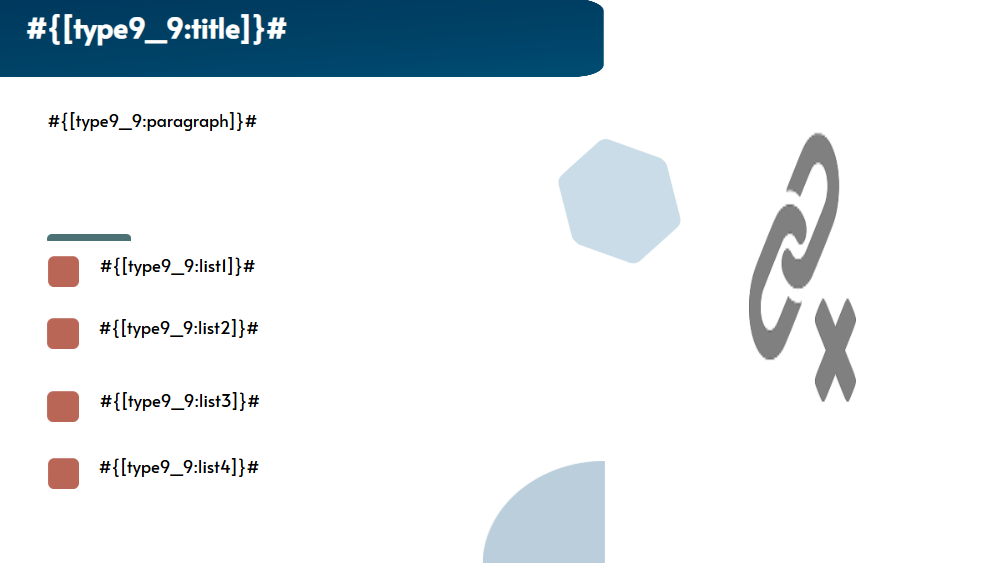 #{[type9_9:title]}#
#{[type9_9:paragraph]}#
#{[type9_9:list1]}#
#{[type9_9:list2]}#
#{[type9_9:list3]}#
#{[type9_9:list4]}#